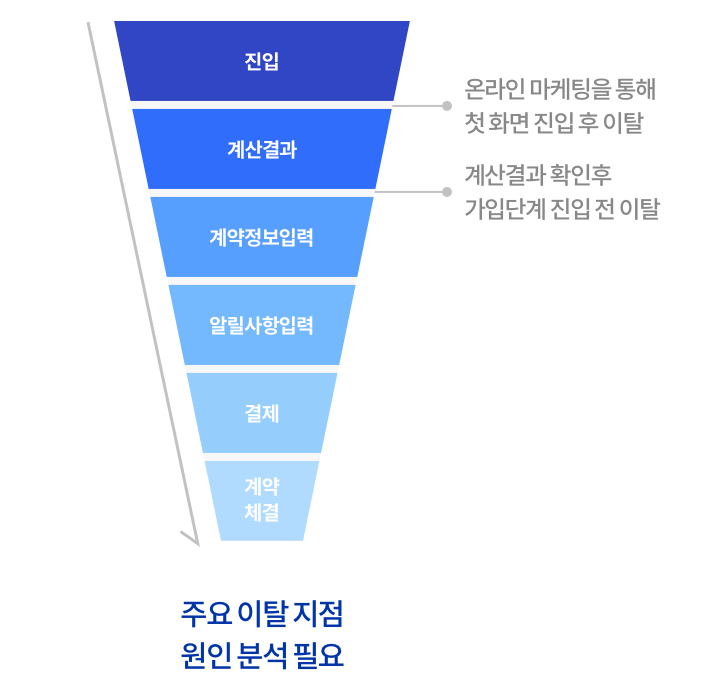 진입
온라인 마케팅을 통해
첫 화면 진입 후 이탈
계산결과
계산결과 확인후
가입단계 진입 전 이탈
계약정보입력
알릴사항입력
결제
계약
체결
주요 이탈 지점
원인 분석 필요